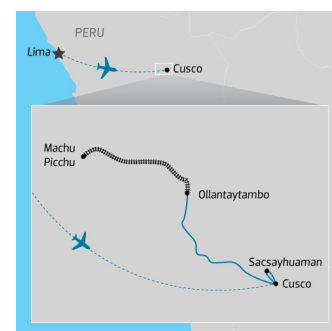 PERU
Lima
Cusco
Machu
Picchu
Ollantaytambo
Sacsayhuaman
Cusco